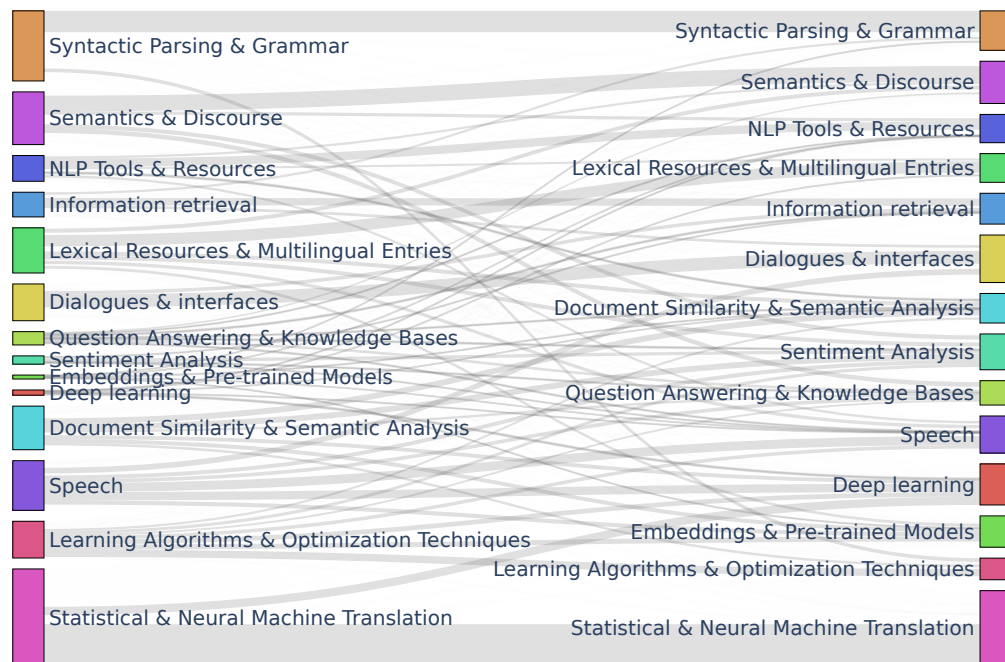 Syntactic Parsing & Grammar
Semantics & Discourse
NLP Tools & Resources
Information retrieval
Lexical Resources & Multilingual Entries
Dialogues & interfaces
Question Answering & Knowledge Bases
Sentiment Analysis
Embeddings & Pre-trained Models
Deep learning
Document Similarity & Semantic Analysis
Speech
Learning Algorithms & Optimization Techniques
Statistical & Neural Machine Translation
Syntactic Parsing & Grammar
Semantics & Discourse
NLP Tools & Resources
Lexical Resources & Multilingual Entries
Information retrieval
Dialogues & interfaces
Document Similarity & Semantic Analysis
Sentiment Analysis
Question Answering & Knowledge Bases
Speech
Deep learning
Embeddings & Pre-trained Models
Learning Algorithms & Optimization Techniques
Statistical & Neural Machine Translation